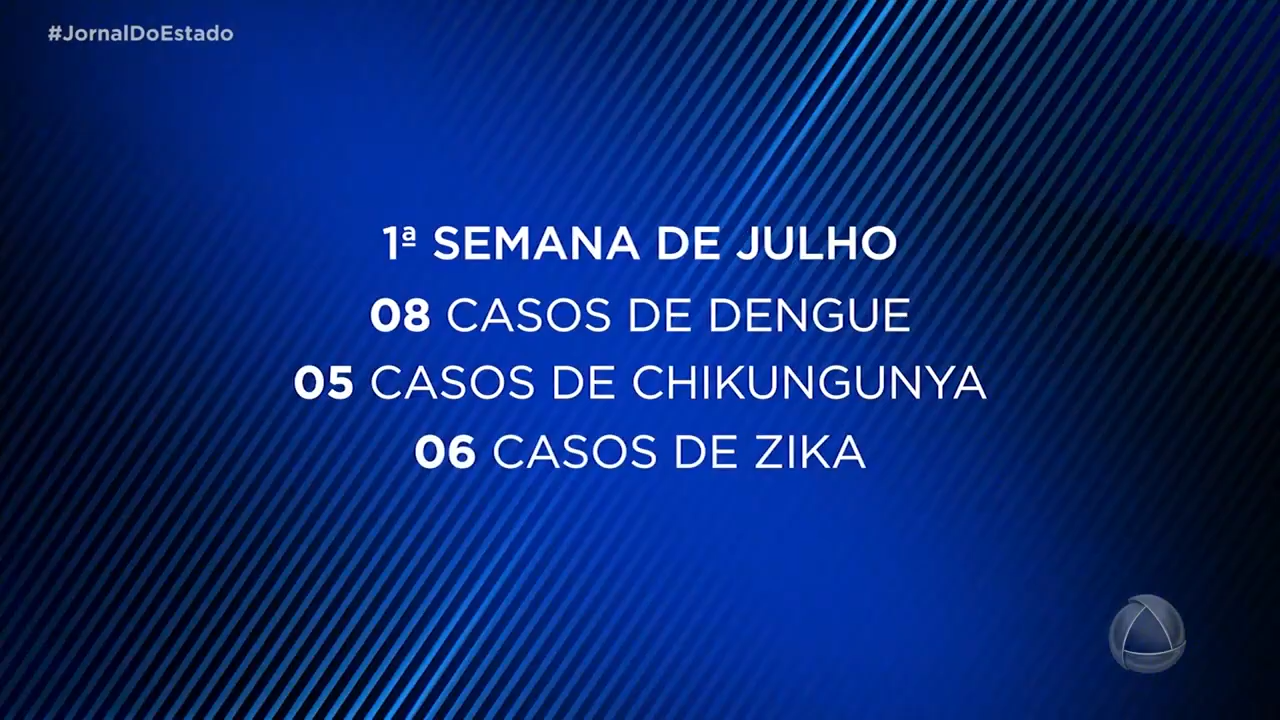 #JornalDoEstado
1ª SEMANA DE JULHO
08 CASOS DE DENGUE
05 CASOS DE CHIKUNGUNYA
06 CASOS DE ZIKA